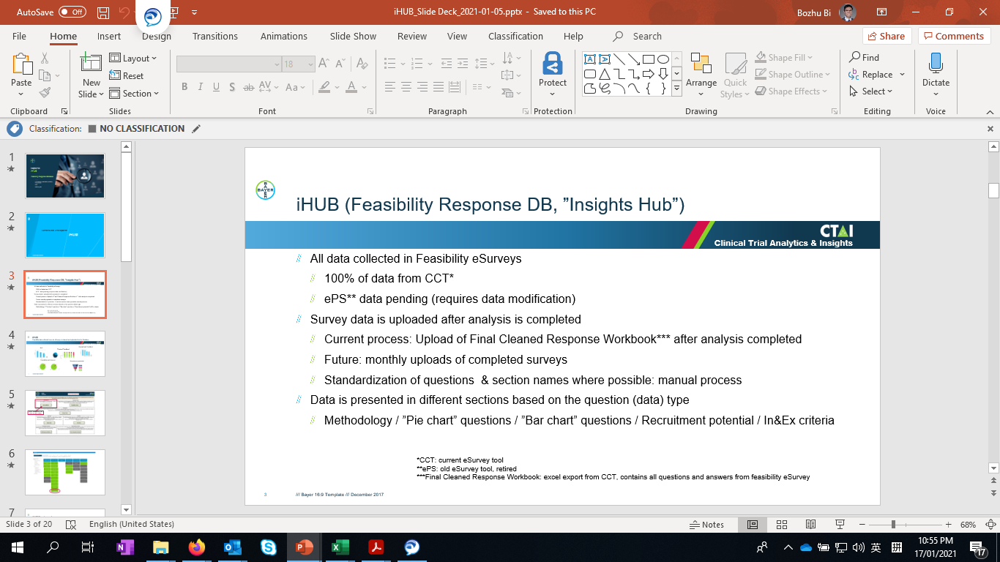 AutoSave Off
iHUB_Slide Deck_2021-01-05.pptx - Saved to this PC
Bozhu Bi
File Home Insert Design Transitions Animations Slide Show Review View Classification Help Search
Share Comments
Paste
Clipboard
New
Slide
Layout
Reset
Section
Slides
18
B I U S ab AV Aa A
Font
Paragraph
Protect
Protection
Arrange
Quick
Styles
Shape Fill
Shape Outline
Shape Effects
Drawing
Find
Replace
Select
Editing
Dictate
Voice
Classification: NO CLASSIFICATION
1
2
3
4
5
6
7
BAYER
iHUB (Feasibility Response DB, ”Insights Hub”)
CTAI
Clinical Trial Analytics & Insights
// All data collected in Feasibility eSurveys
// 100% of data from CCT*
// ePS** data pending (requires data modification)
// Survey data is uploaded after analysis is completed
// Current process: Upload of Final Cleaned Response Workbook*** after analysis completed
// Future: monthly uploads of completed surveys
// Standardization of questions & section names where possible: manual process
// Data is presented in different sections based on the question (data) type
// Methodology / ”Pie chart” questions / ”Bar chart” questions / Recruitment potential / In&Ex criteria
*CCT: current eSurvey tool
**ePS: old eSurvey tool, retired
***Final Cleaned Response Workbook: excel export from CCT, contains all questions and answers from feasibility eSurvey
3 /// Bayer 16:9 Template /// December 2017
Slide 3 of 20 English (United States) Notes 68%
英 拼
10:55 PM
17/01/2021
17